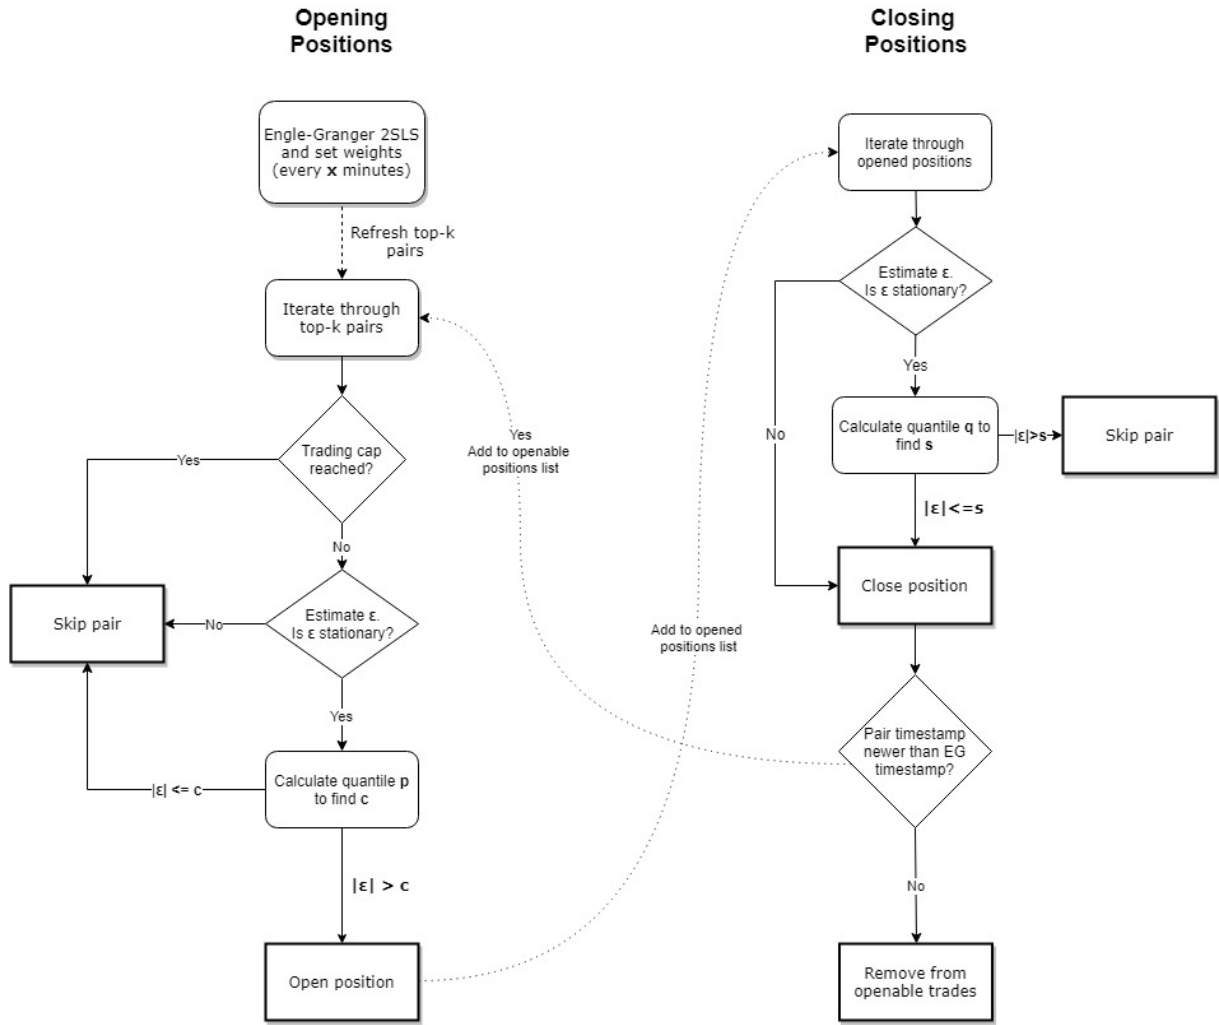 Opening
Positions
Engle-Granger 2SLS
and set weights
(every x minutes)
Refresh top-k
pairs
Iterate through
top-k pairs
Trading cap
reached?
Yes
No
Estimate ε.
Is ε stationary?
No
Skip pair
Yes
Calculate quantile p
to find c
|ε| <= c
|ε| > c
Open position
Yes
Add to openable
positions list
Add to opened
positions list
Closing
Positions
Iterate through
opened positions
Estimate ε.
Is ε stationary?
Yes
No
Calculate quantile q to
find s
|ε|>s
Skip pair
|ε|<=s
Close position
Pair timestamp
newer than EG
timestamp?
No
Remove from
openable trades